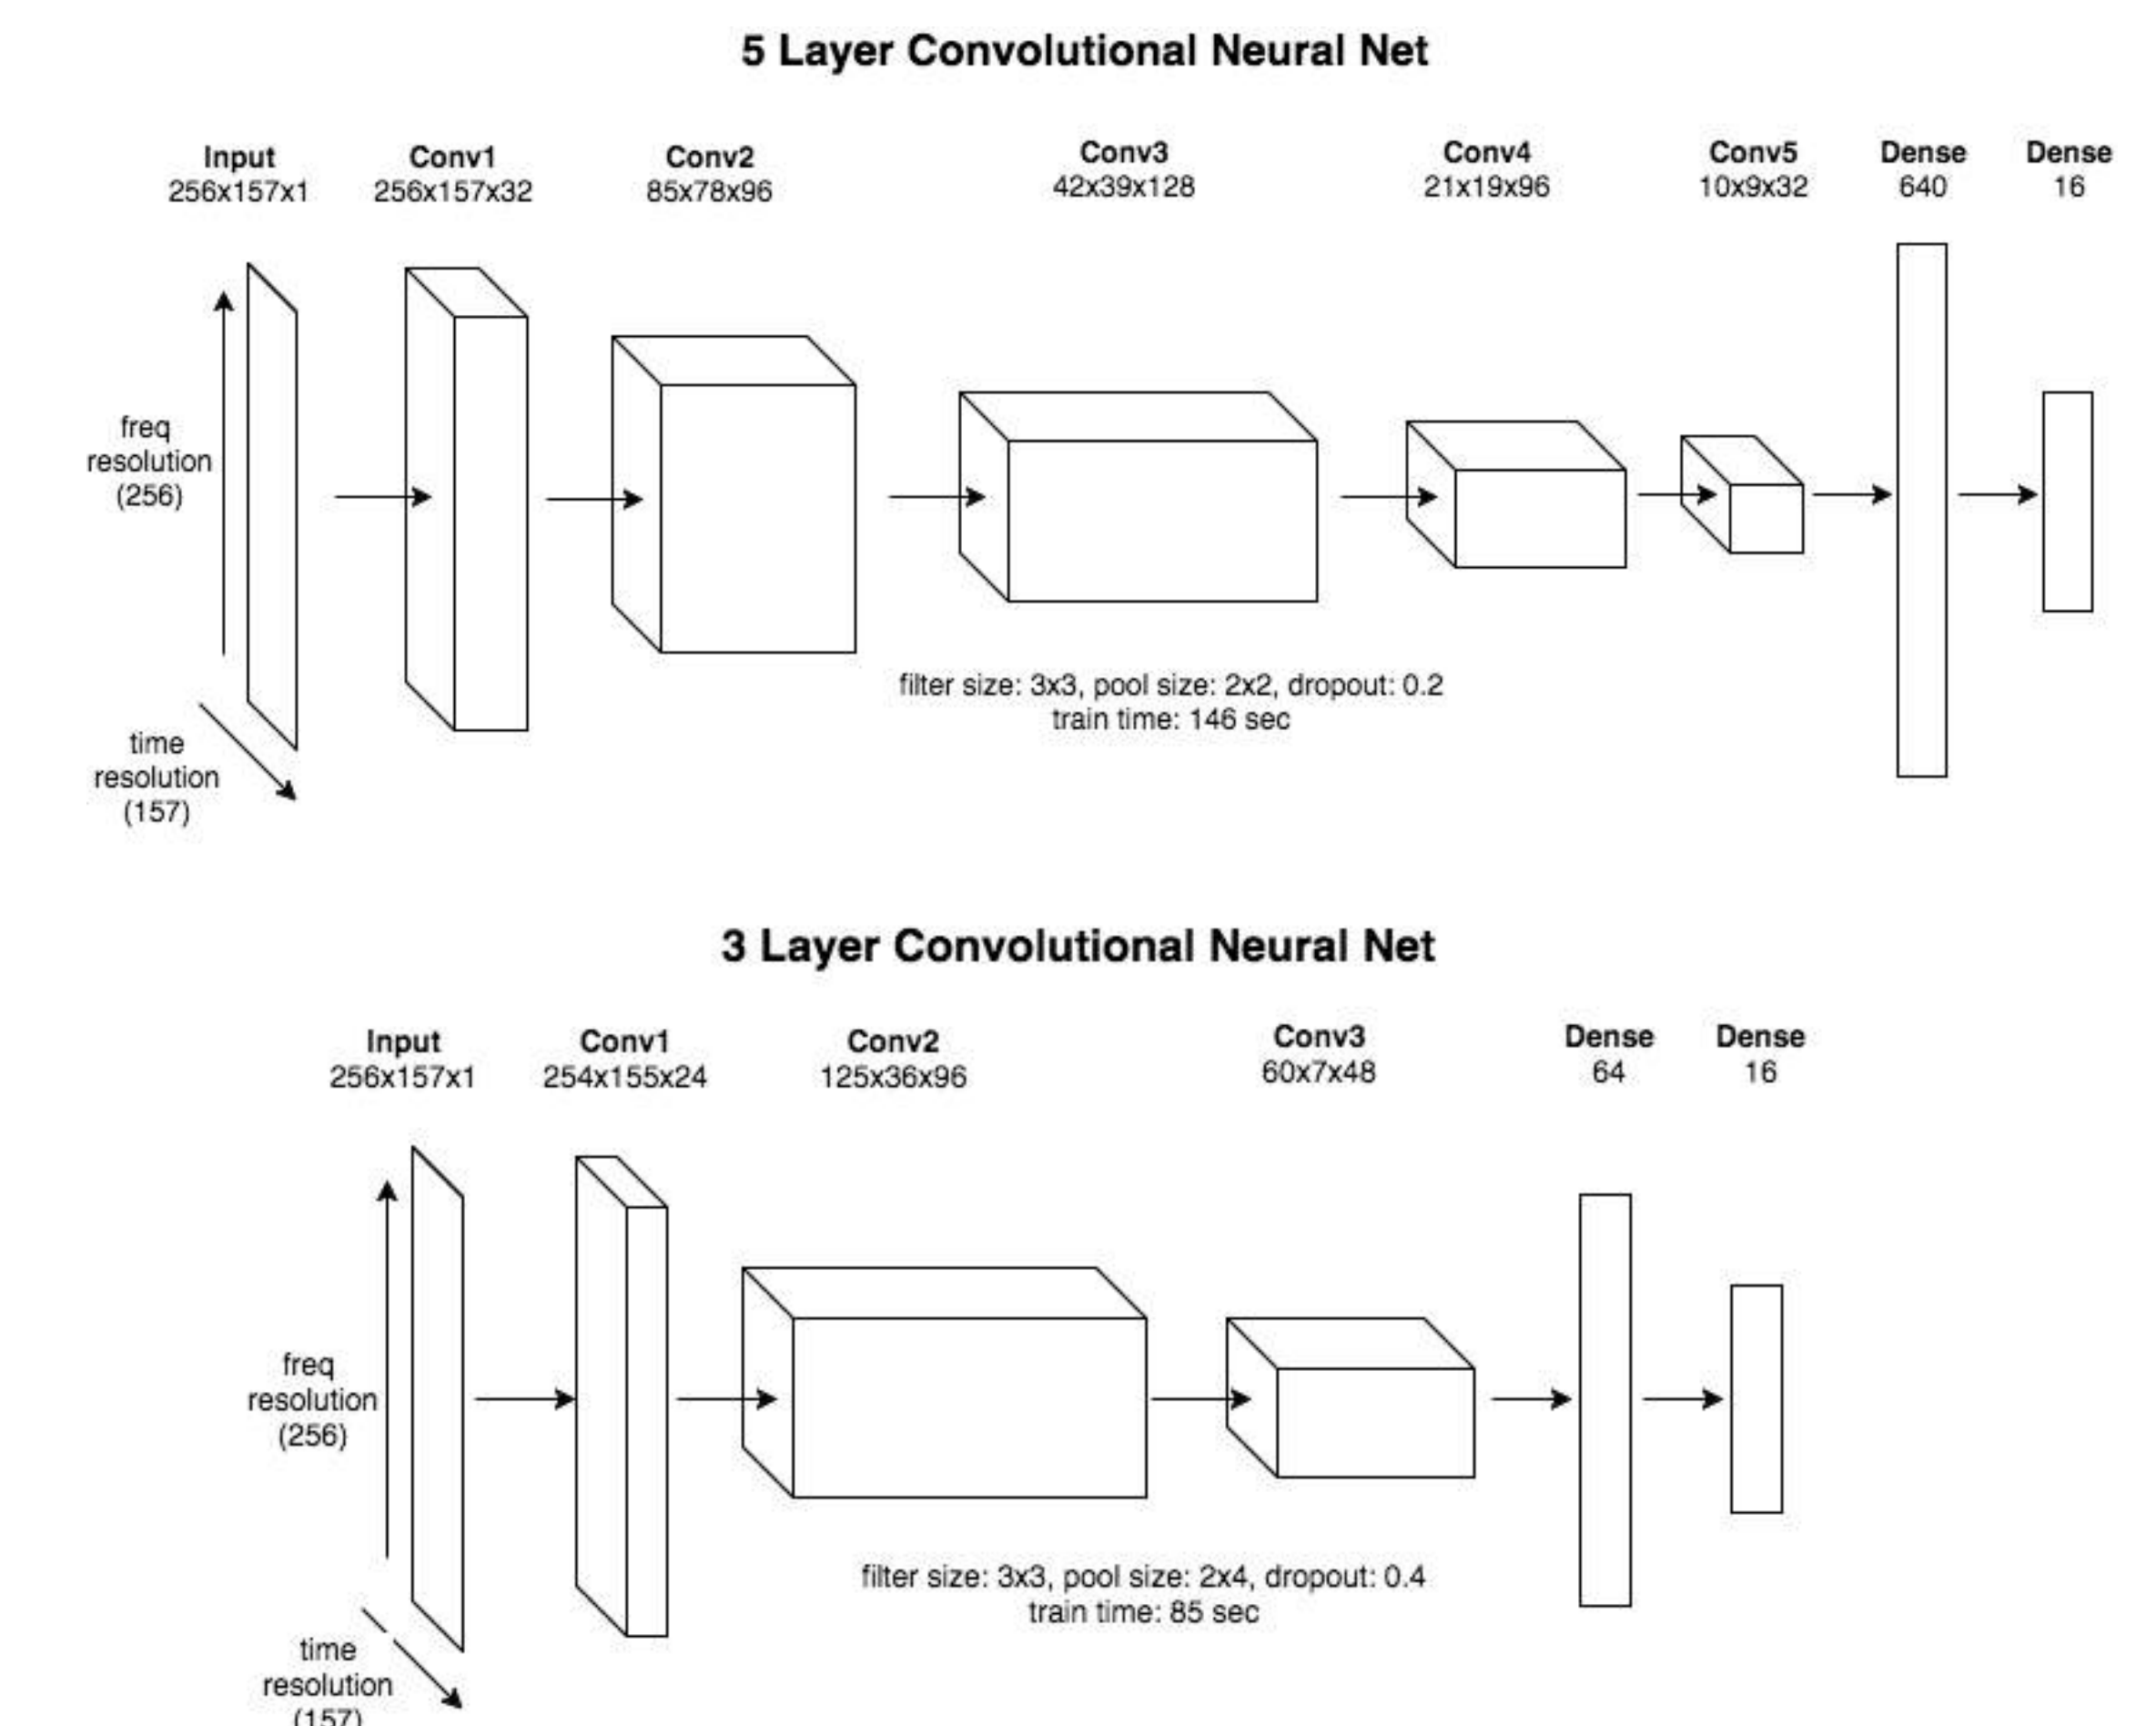 5 Layer Convolutional Neural Net
Input
256x157x1
Conv1
256x157x32
Conv2
85x78x96
Conv3
42x39x128
Conv4
21x19x96
Conv5
10x9x32
Dense
640
Dense
16
freq
resolution
(256)
time
resolution
(157)
filter size: 3x3, pool size: 2x2, dropout: 0.2
train time: 146 sec
3 Layer Convolutional Neural Net
Input
256x157x1
Conv1
254x155x24
Conv2
125x36x96
Conv3
60x7x48
Dense
64
Dense
16
freq
resolution
(256)
time
resolution
(157)
filter size: 3x3, pool size: 2x4, dropout: 0.4
train time: 85 sec